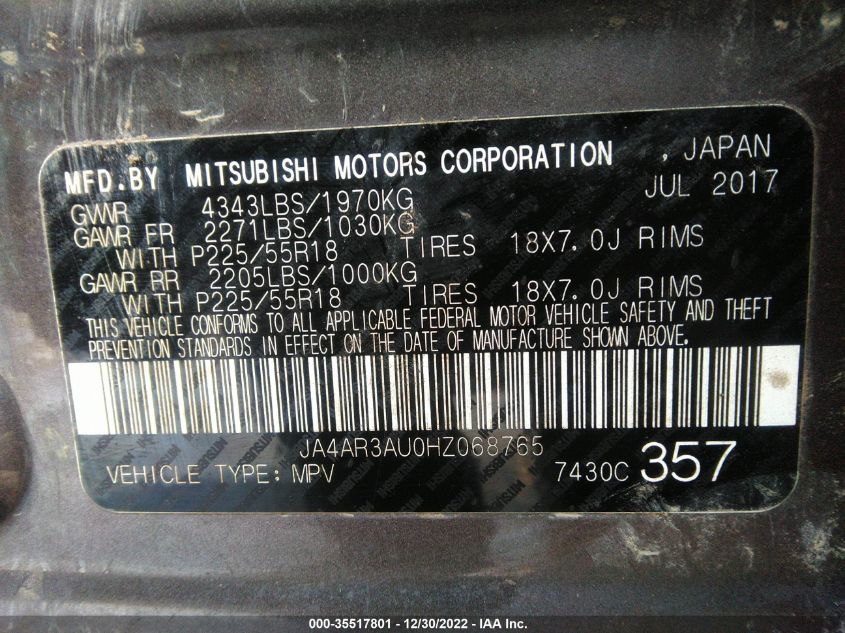 MFD.BY MITSUBISHI MOTORS CORPORATION , JAPAN
JUL 2017
GVWR 4343LBS/1970KG
GAWR FR 2271LBS/1030KG
WITH P225/55R18 TIRES 18X7.0J RIMS
GAWR RR 2205LBS/1000KG
WITH P225/55R18 TIRES 18X7.0J RIMS
THIS VEHICLE CONFORMS TO ALL APPLICABLE FEDERAL MOTOR VEHICLE SAFETY AND THEFT
PREVENTION STANDARDS IN EFFECT ON THE DATE OF MANUFACTURE SHOWN ABOVE.
JA4AR3AU0HZ068765
VEHICLE TYPE: MPV 7430C 357
000-35517801 - 12/30/2022 - IAA Inc.